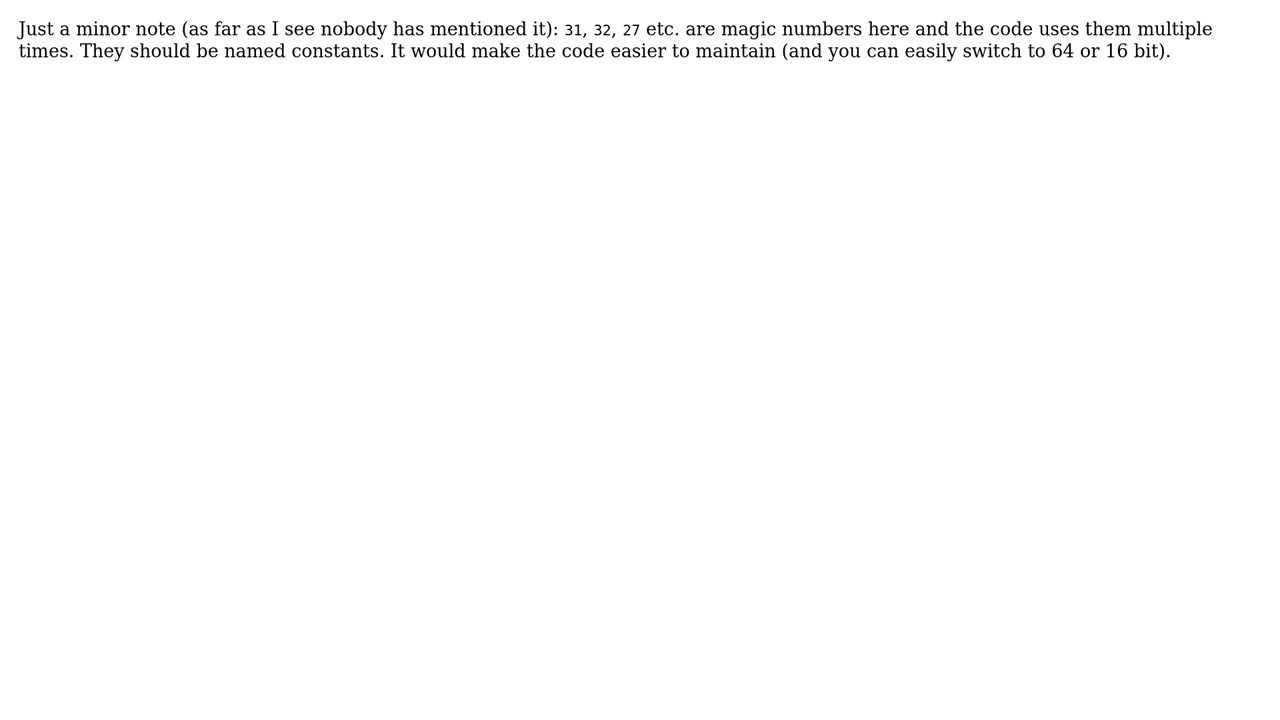 Just a minor note (as far as I see nobody has mentioned it): 31, 32, 27 etc. are magic numbers here and the code uses them multiple
times. They should be named constants. It would make the code easier to maintain (and you can easily switch to 64 or 16 bit).